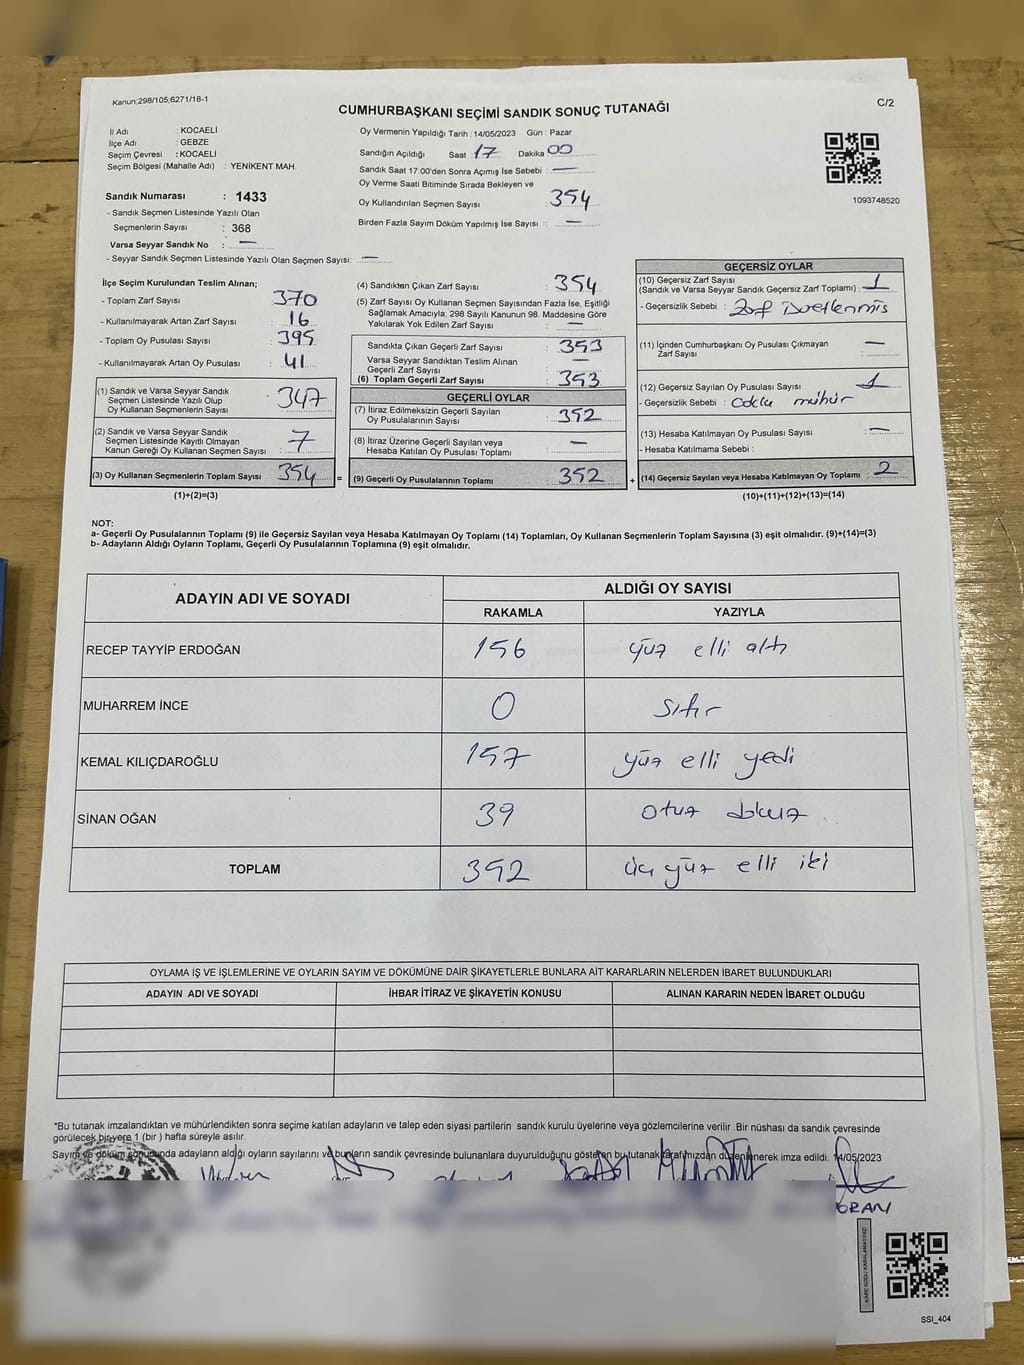 Kanun;298/105;6271/18-1
CUMHURBAŞKANI SEÇİMİ SANDIK SONUÇ TUTANAĞI
C/2
İl Adı : KOCAELİ
İlçe Adı : GEBZE
Seçim Çevresi : KOCAELİ
Seçim Bölgesi (Mahalle Adı) : YENİKENT MAH.
Sandık Numarası : 1433
- Sandık Seçmen Listesinde Yazılı Olan
Seçmenlerin Sayısı : 368
Varsa Seyyar Sandık No : —
- Seyyar Sandık Seçmen Listesinde Yazılı Olan Seçmen Sayısı: —
Oy Vermenin Yapıldığı Tarih : 14/05/2023 Gün : Pazar
Sandığın Açıldığı Saat 17 Dakika 00
Sandık Saat 17.00'den Sonra Açımış İse Sebebi : —
Oy Verme Saati Bitiminde Sırada Bekleyen ve
Oy Kullandırılan Seçmen Sayısı : 354
Birden Fazla Sayım Döküm Yapılmış İse Sayısı : —
1093748520
İlçe Seçim Kurulundan Teslim Alınan;
- Toplam Zarf Sayısı : 370
- Kullanılmayarak Artan Zarf Sayısı : 16
- Toplam Oy Pusulası Sayısı : 395
- Kullanılmayarak Artan Oy Pusulası : 41
(1) Sandık ve Varsa Seyyar Sandık
Seçmen Listesinde Yazılı Olup
Oy Kullanan Seçmenlerin Sayısı : 347
(2) Sandık ve Varsa Seyyar Sandık
Seçmen Listesinde Kayıtlı Olmayan
Kanun Gereği Oy Kullanan Seçmen Sayısı : 7
(3) Oy Kullanan Seçmenlerin Toplam Sayısı : 354
(1)+(2)=(3)
(4) Sandıktan Çıkan Zarf Sayısı : 354
(5) Zarf Sayısı Oy Kullanan Seçmen Sayısından Fazla İse, Eşitliği
Sağlamak Amacıyla; 298 Sayılı Kanunun 98. Maddesine Göre
Yakılarak Yok Edilen Zarf Sayısı : —
Sandıkta Çıkan Geçerli Zarf Sayısı : 353
Varsa Seyyar Sandıktan Teslim Alınan
Geçerli Zarf Sayısı : —
(6) Toplam Geçerli Zarf Sayısı : 353
GEÇERLİ OYLAR
(7) İtiraz Edilmeksizin Geçerli Sayılan
Oy Pusulalarının Sayısı : 352
(8) İtiraz Üzerine Geçerli Sayılan veya
Hesaba Katılan Oy Pusulası Toplamı : —
= (9) Geçerli Oy Pusulalarının Toplamı : 352 +
GEÇERSİZ OYLAR
(10) Geçersiz Zarf Sayısı
(Sandık ve Varsa Seyyar Sandık Geçersiz Zarf Toplamı) : 1
- Geçersizlik Sebebi : Zarf
(11) İçinden Cumhurbaşkanı Oy Pusulası Çıkmayan : —
Zarf Sayısı
(12) Geçersiz Sayılan Oy Pusulası Sayısı : 1
- Geçersizlik Sebebi : mühür
(13) Hesaba Katılmayan Oy Pusulası Sayısı : —
- Hesaba Katılmama Sebebi :
(14) Geçersiz Sayılan veya Hesaba Katılmayan Oy Toplamı : 2
(10)+(11)+(12)+(13)=(14)
NOT:
a- Geçerli Oy Pusulalarının Toplamı (9) ile Geçersiz Sayılan veya Hesaba Katılmayan Oy Toplamı (14) Toplamları, Oy Kullanan Seçmenlerin Toplam Sayısına (3) eşit olmalıdır. (9)+(14)=(3)
b- Adayların Aldığı Oyların Toplamı, Geçerli Oy Pusulalarının Toplamına (9) eşit olmalıdır.
ADAYIN ADI VE SOYADI
ALDIĞI OY SAYISI
RAKAMLA YAZIYLA
RECEP TAYYİP ERDOĞAN 156 yüz elli altı
MUHARREM İNCE 0 Sıfır
KEMAL KILIÇDAROĞLU 157 yüz elli yedi
SİNAN OĞAN 39 otuz dokuz
TOPLAM 352 üç yüz elli iki
OYLAMA İŞ VE İŞLEMLERİNE VE OYLARIN SAYIM VE DÖKÜMÜNE DAİR ŞİKAYETLERLE BUNLARA AİT KARARLARIN NELERDEN İBARET BULUNDUKLARI
ADAYIN ADI VE SOYADI İHBAR İTİRAZ VE ŞİKAYETİN KONUSU ALINAN KARARIN NEDEN İBARET OLDUĞU
*Bu tutanak imzalandıktan ve mühürlendikten sonra seçime katılan adayların ve talep eden siyasi partilerin sandık kurulu üyelerine veya gözlemcilerine verilir .Bir nüshası da sandık çevresinde
görülecek bir yere 1 (bir ) hafta süreyle asılır.
Sayım ve döküm sonucunda adayların aldığı oyların sayılarını ve bunların sandık çevresinde bulunanlara duyurulduğunu gösteren bu tutanak tarafımızdan düzenlenerek imza edildi. 14/05/2023
KARE KODU KARALAMAYINIZ!
SSI_404